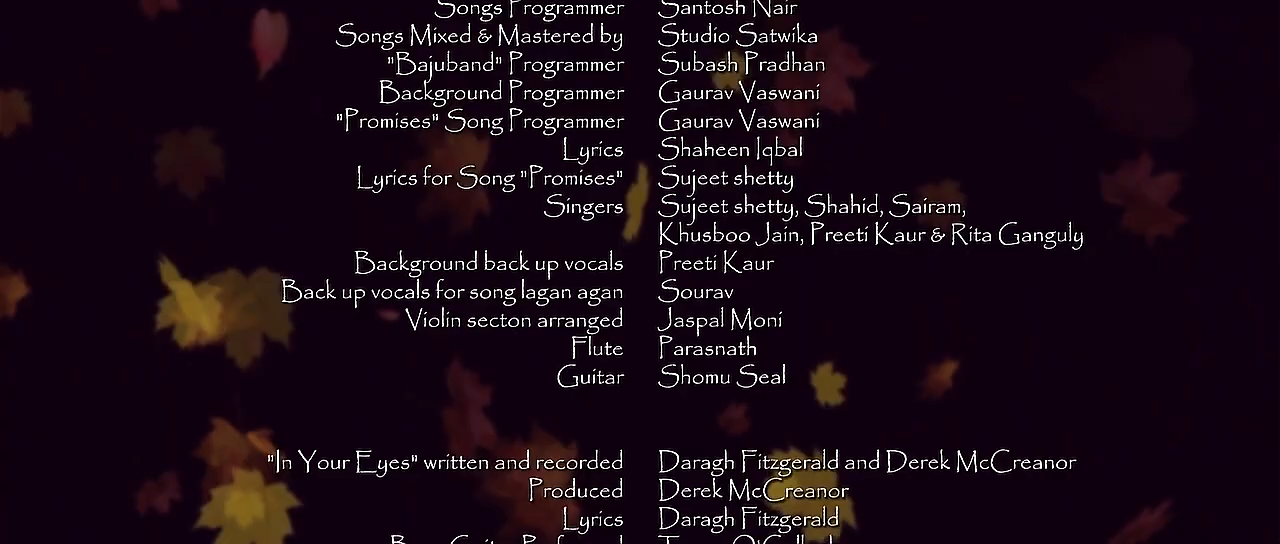 Songs Programmer Santosh Nair
Songs Mixed & Mastered by Studio Satwika
"Bajuband" Programmer Subash Pradhan
Background Programmer Gaurav Vaswani
"Promises" Song Programmer Gaurav Vaswani
Lyrics Shaheen Iqbal
Lyrics for Song "Promises" Sujeet shetty
Singers Sujeet shetty, Shahid, Sairam,
Khusboo Jain, Preeti Kaur & Rita Ganguly
Background back up vocals Preeti Kaur
Back up vocals for song lagan agan Sourav
Violin secton arranged Jaspal Moni
Flute Parasnath
Guitar Shomu Seal
"In Your Eyes" written and recorded Daragh Fitzgerald and Derek McCreanor
Produced Derek McCreanor
Lyrics Daragh Fitzgerald